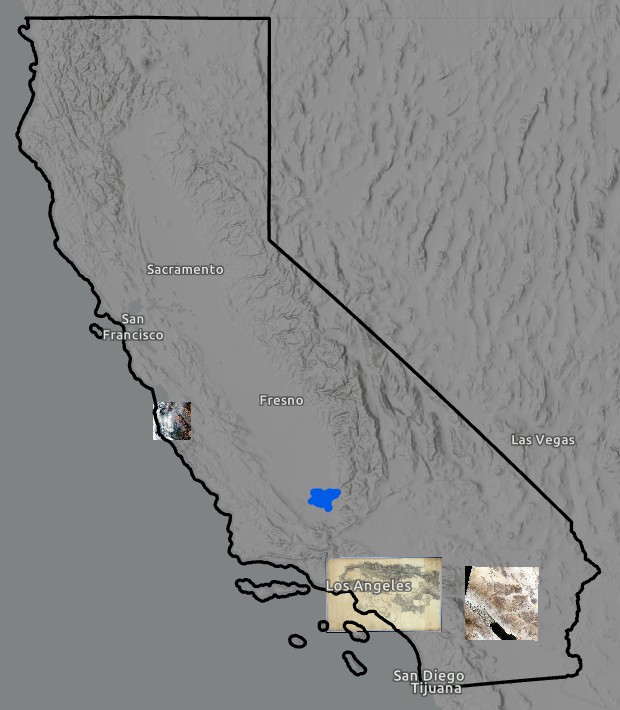 Sacramento
San
Francisco
Fresno
Las Vegas
Los Angeles
San Diego
Tijuana